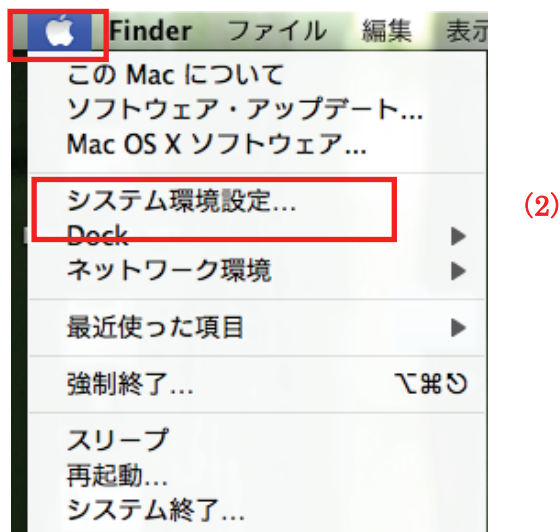 Finder ファイル 編集 表示
この Mac について
ソフトウェア・アップデート...
Mac OS X ソフトウェア...
システム環境設定...
(2)
Dock
ネットワーク環境
最近使った項目
強制終了... ⌥⌘⎋
スリープ
再起動...
システム終了...